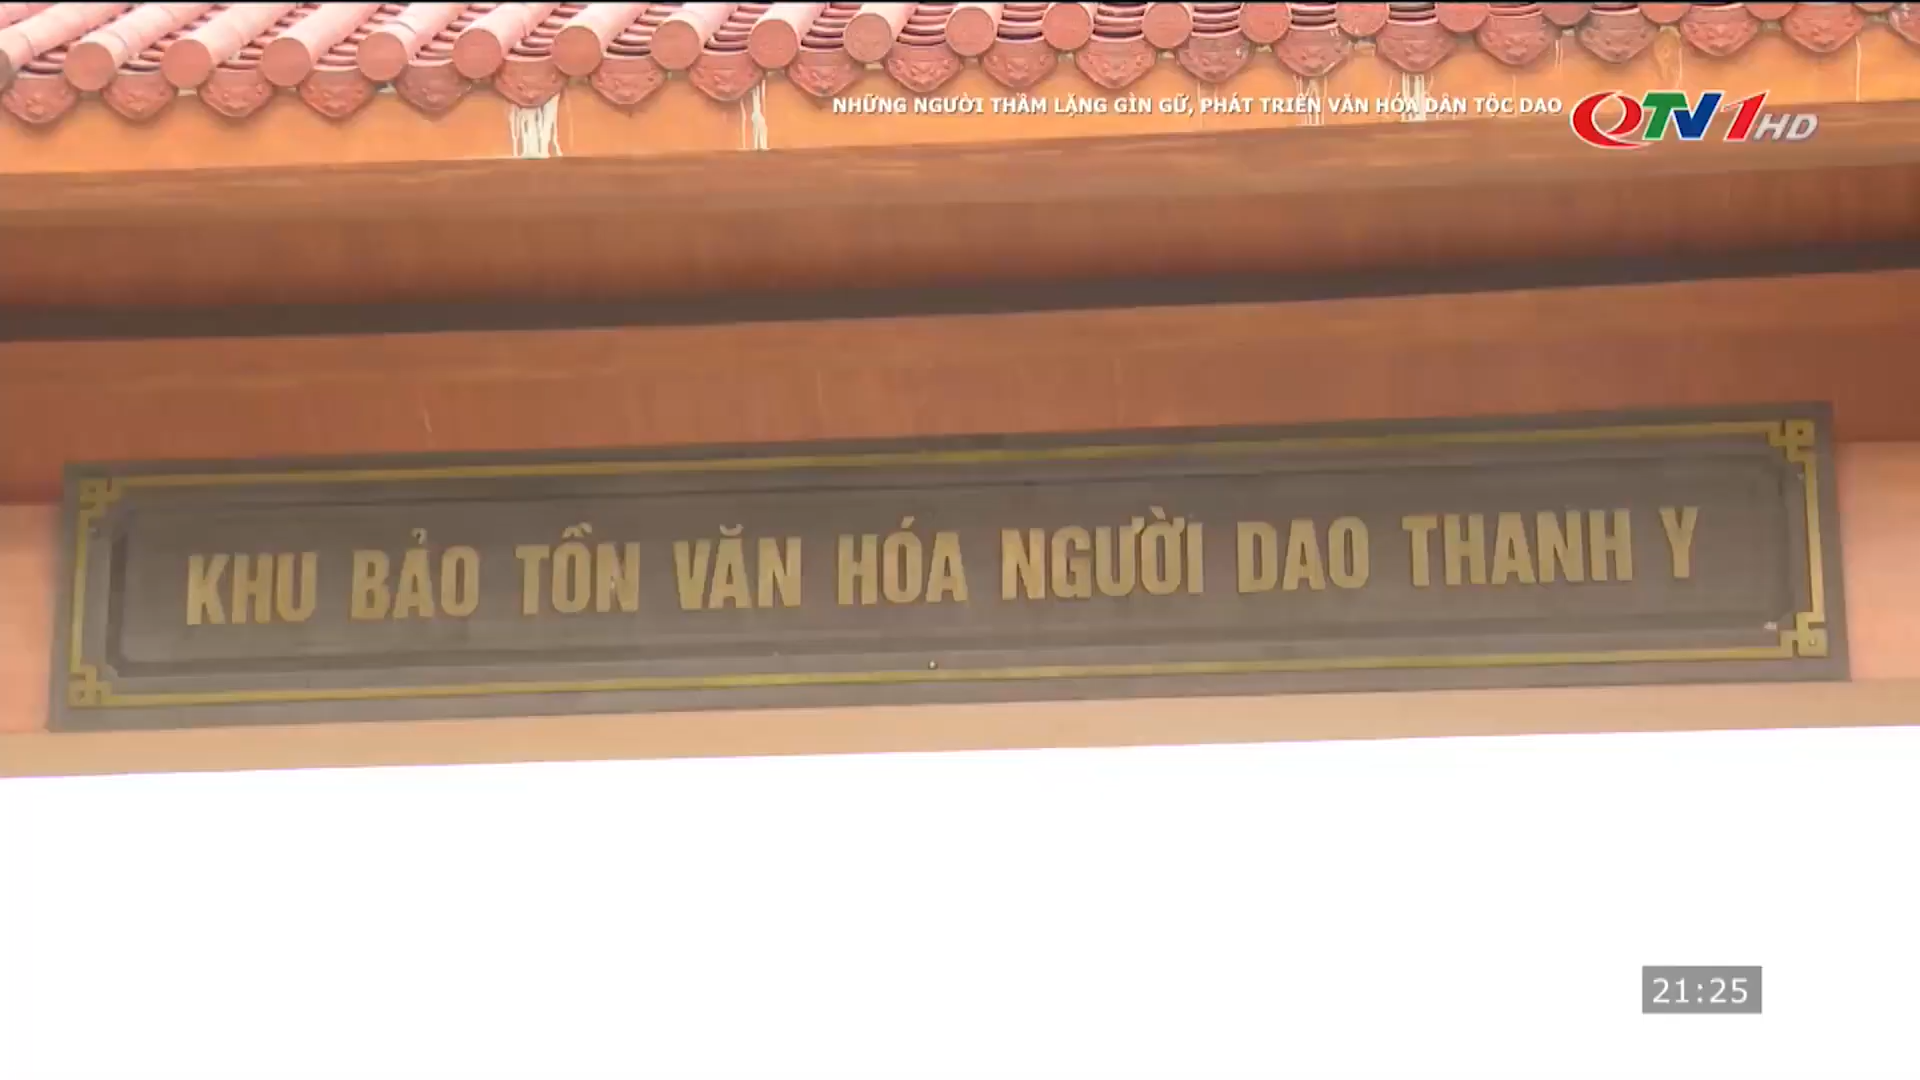 NHỮNG NGƯỜI THẦM LẶNG GÌN GIỮ, PHÁT TRIỂN VĂN HÓA DÂN TỘC DAO
QTV1HD
KHU BẢO TỒN VĂN HÓA NGƯỜI DAO THANH Y
21:25